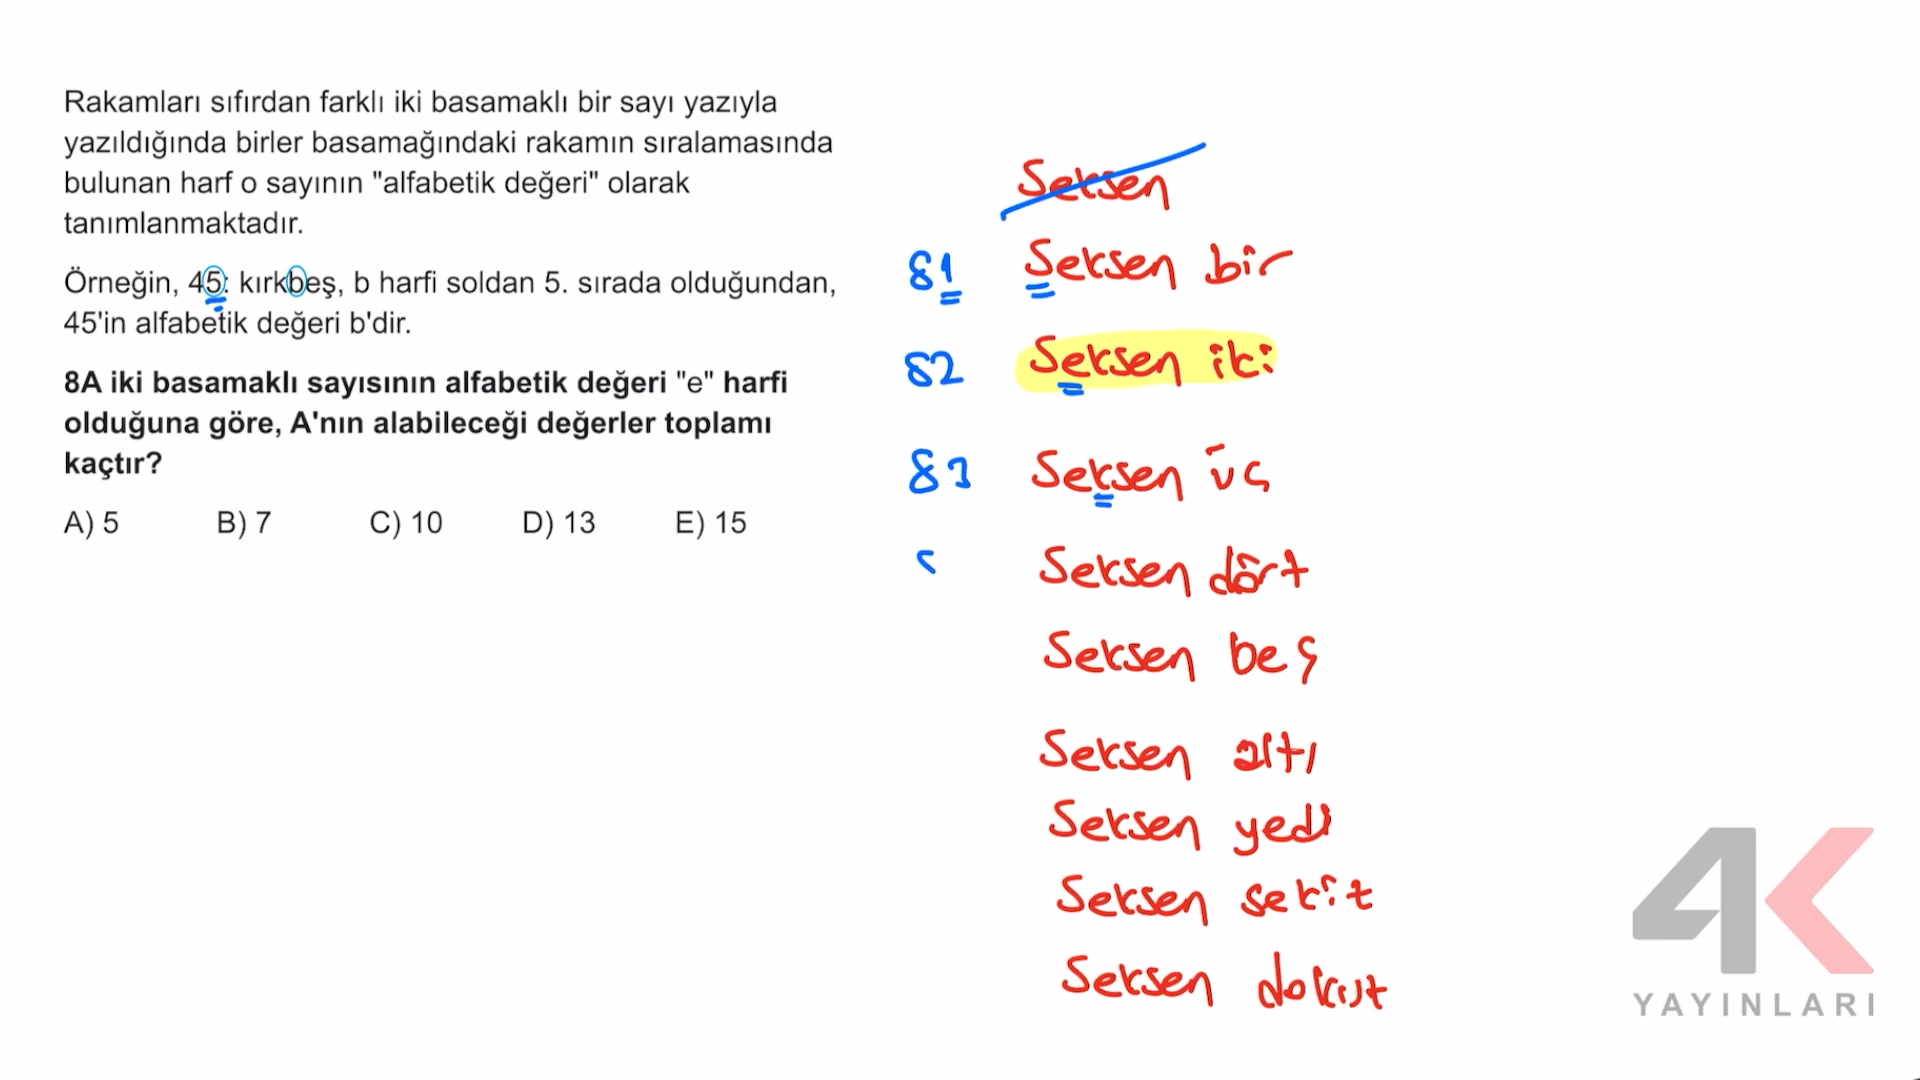 Rakamları sıfırdan farklı iki basamaklı bir sayı yazıyla
yazıldığında birler basamağındaki rakamın sıralamasında
bulunan harf o sayının "alfabetik değeri" olarak
tanımlanmaktadır.
Örneğin, 45: kırkbeş, b harfi soldan 5. sırada olduğundan,
45'in alfabetik değeri b'dir.
8A iki basamaklı sayısının alfabetik değeri "e" harfi
olduğuna göre, A'nın alabileceği değerler toplamı
kaçtır?
A) 5 B) 7 C) 10 D) 13 E) 15
Seksen
81 Seksen bir
82 Seksen iki
83 Seksen üç
Seksen dört
Seksen beş
Seksen altı
Seksen yedi
Seksen sekiz
Seksen dokuz
4K
YAYINLARI